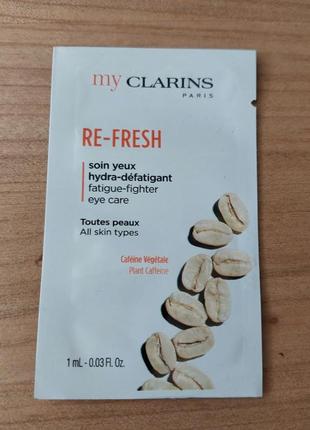 my CLARINS
PARIS
RE-FRESH
soin yeux
hydra-défatigant
fatigue-fighter
eye care
Toutes peaux
All skin types
Caféine Végétale
Plant Caffeine
1 mL - 0.03 Fl. Oz.